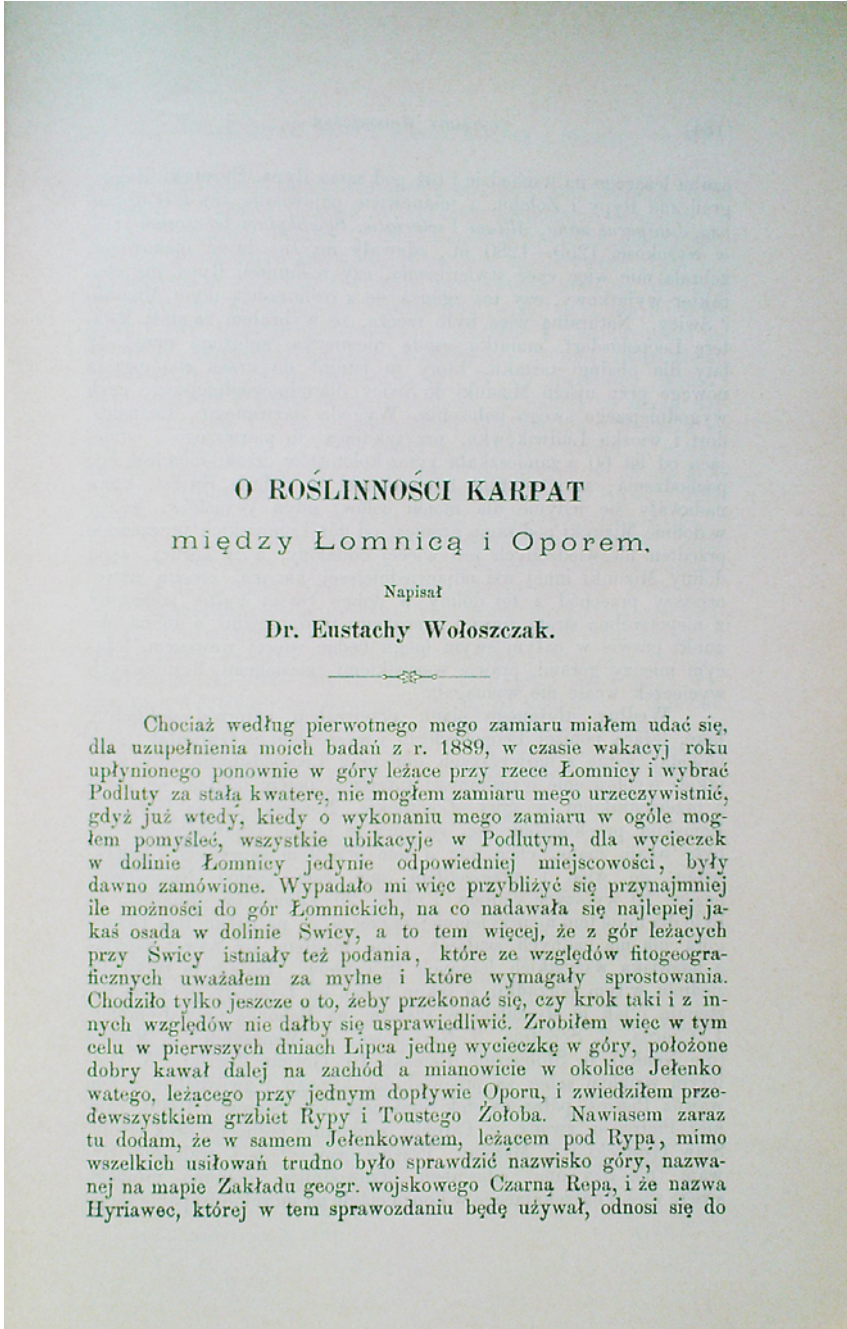 O ROŚLINNOŚCI KARPAT
między Łomnicą i Oporem.
Napisał
Dr. Eustachy Wołoszczak.
Chociaż według pierwotnego mego zamiaru miałem udać się,
dla uzupełnienia moich badań z r. 1889, w czasie wakacyj roku
upłynionego ponownie w góry leżące przy rzece Łomnicy i wybrać
Podluty za stałą kwaterę, nie mogłem zamiaru mego urzeczywistnić,
gdyż już wtedy, kiedy o wykonaniu mego zamiaru w ogóle mog-
łem pomyśleć, wszystkie ubikacyje w Podlutym, dla wycieczek
w dolinie Łomnicy jedynie odpowiedniej miejscowości, były
dawno zamówione. Wypadało mi więc przybliżyć się przynajmniej
ile możności do gór Łomnickich, na co nadawała się najlepiej ja-
kaś osada w dolinie Świcy, a to tem więcej, że z gór leżących
przy Świcy istniały też podania, które ze względów fitogeogra-
ficznych uważałem za mylne i które wymagały sprostowania.
Chodziło tylko jeszcze o to, żeby przekonać się, czy krok taki i z in-
nych względów nie dałby się usprawiedliwić. Zrobiłem więc w tym
celu w pierwszych dniach Lipca jednę wycieczkę w góry, położone
dobry kawał dalej na zachód a mianowicie w okolice Jełenko
watego, leżącego przy jednym dopływie Oporu, i zwiedziłem prze-
dewszystkiem grzbiet Rypy i Toustego Żołoba. Nawiasem zaraz
tu dodam, że w samem Jełenkowatem, leżącem pod Rypą, mimo
wszelkich usiłowań trudno było sprawdzić nazwisko góry, nazwa-
nej na mapie Zakładu geogr. wojskowego Czarną Repą, i że nazwa
Hyriawec, której w tem sprawozdaniu będę używał, odnosi się do